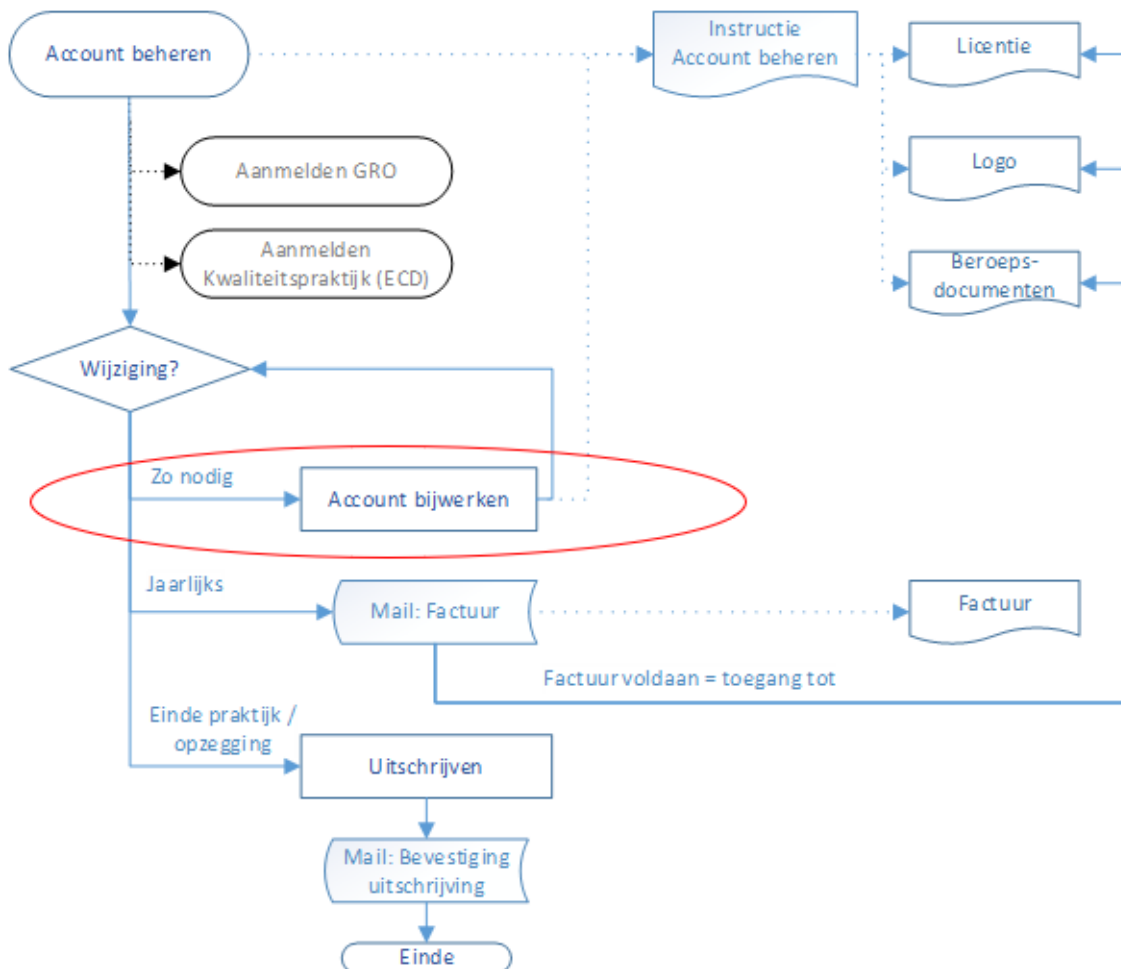 Account beheren
Instructie
Account beheren
Licentie
Aanmelden GRO
Logo
Aanmelden
Kwaliteitspraktijk (ECD)
Beroeps-
documenten
Wijziging?
Zo nodig
Account bijwerken
Jaarlijks
Mail: Factuur
Factuur
Factuur voldaan = toegang tot
Einde praktijk /
opzegging
Uitschrijven
Mail: Bevestiging
uitschrijving
Einde